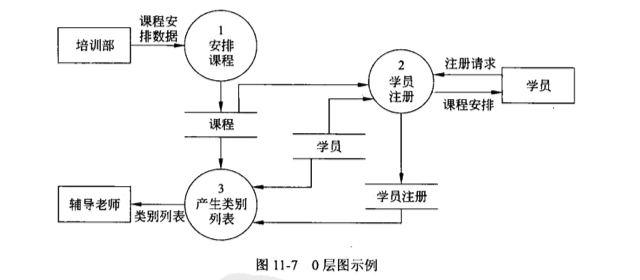 培训部
课程安
排数据
1
安排
课程
2
学员
注册
注册请求
课程安排
学员
课程
学员
学员注册
3
产生类别
列表
类别列表
辅导老师
图 11-7 0 层图示例